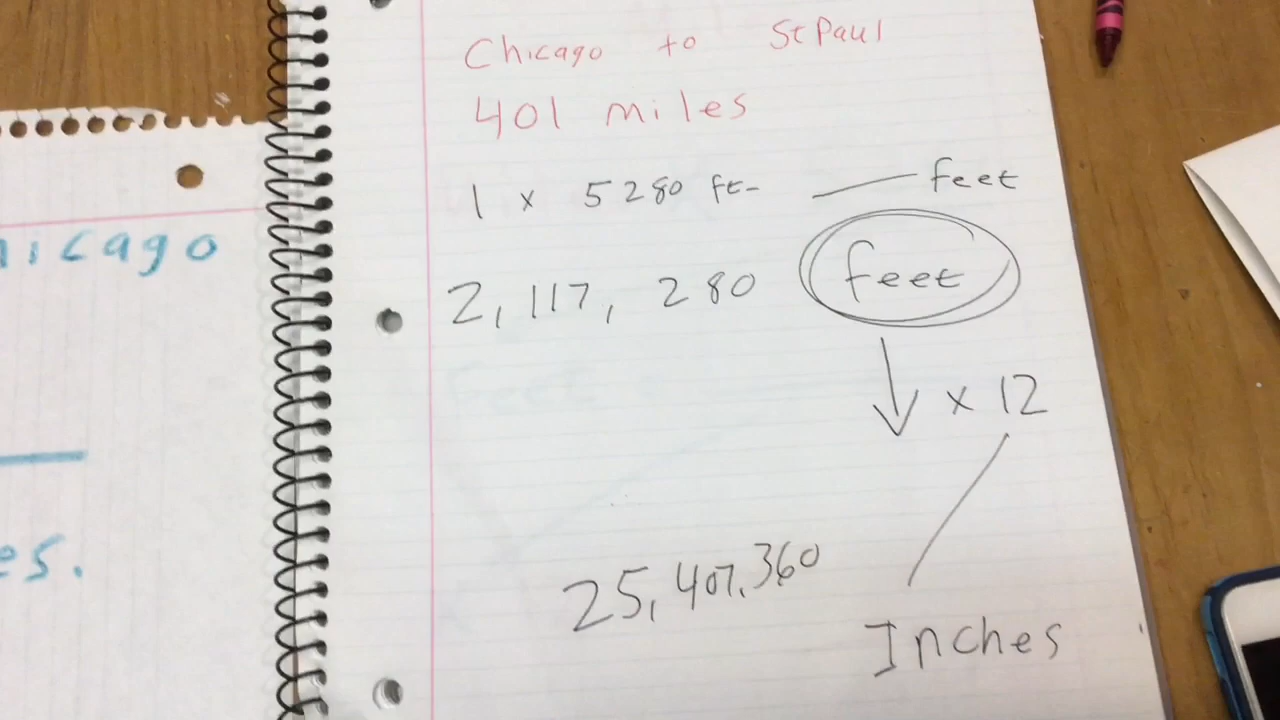 Chicago to St Paul
401 miles
1 x 5280 ft- — feet
2,117, 280 feet
x 12
25,407,360
Inches
hicago
es.